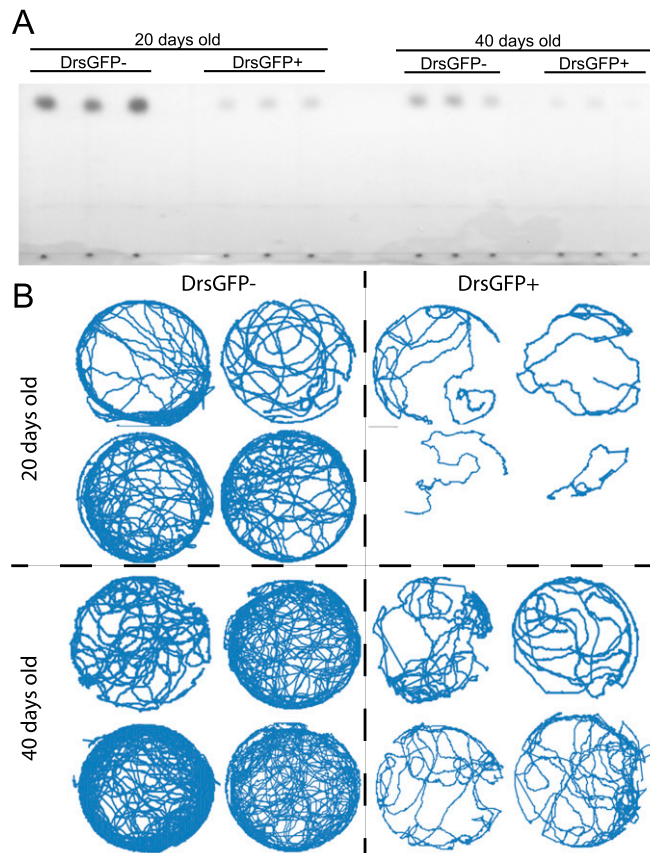 A
20 days old
40 days old
DrsGFP-
DrsGFP+
DrsGFP-
DrsGFP+
B
DrsGFP-
DrsGFP+
20 days old
40 days old